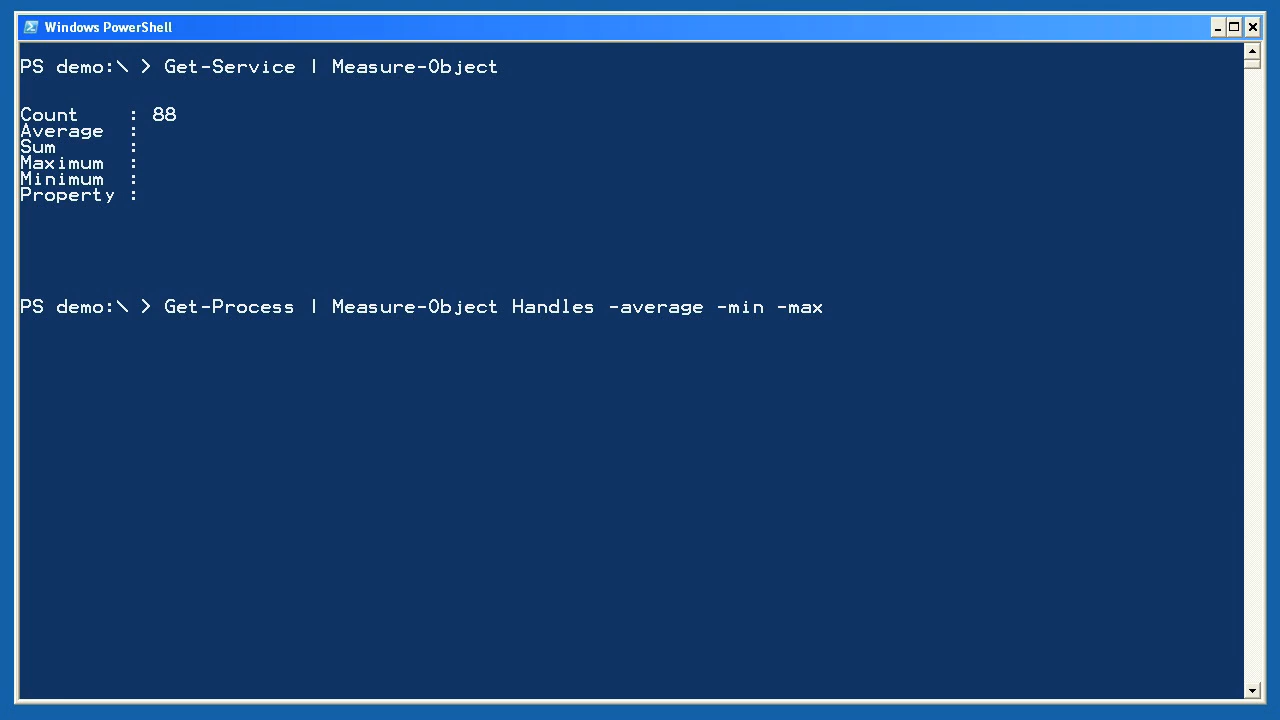 Windows PowerShell
PS demo:\ > Get-Service | Measure-Object
Count    : 88
Average  :
Sum      :
Maximum  :
Minimum  :
Property :
PS demo:\ > Get-Process | Measure-Object Handles -average -min -max